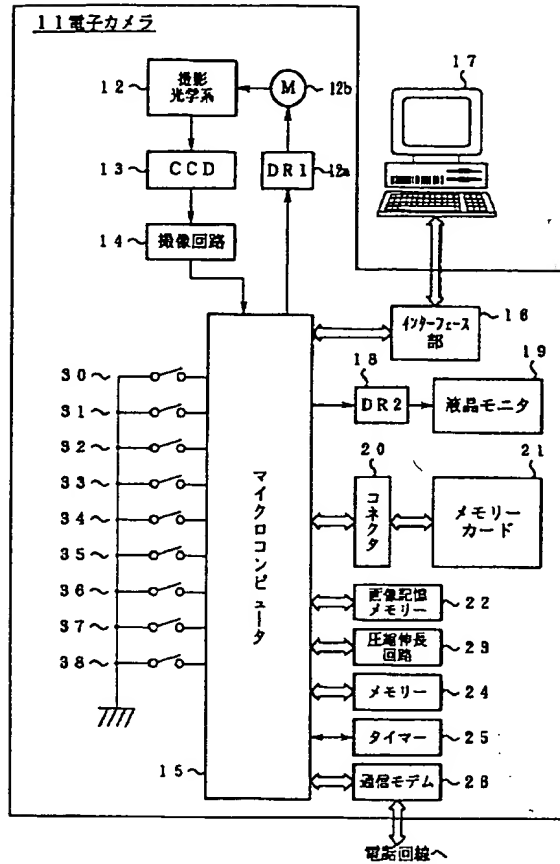 11電子カメラ
12
撮影
光学系
M
12b
17
13
CCD
DR1
12a
14
撮像回路
インターフェース
部
16
18
19
DR2
液晶モニタ
30
31
32
33
34
35
36
37
38
20
21
コネクタ
メモリー
カード
マイクロコンピュータ
画像記憶
メモリー
22
圧縮伸長
回路
23
メモリー
24
タイマー
25
15
通信モデム
26
電話回線へ